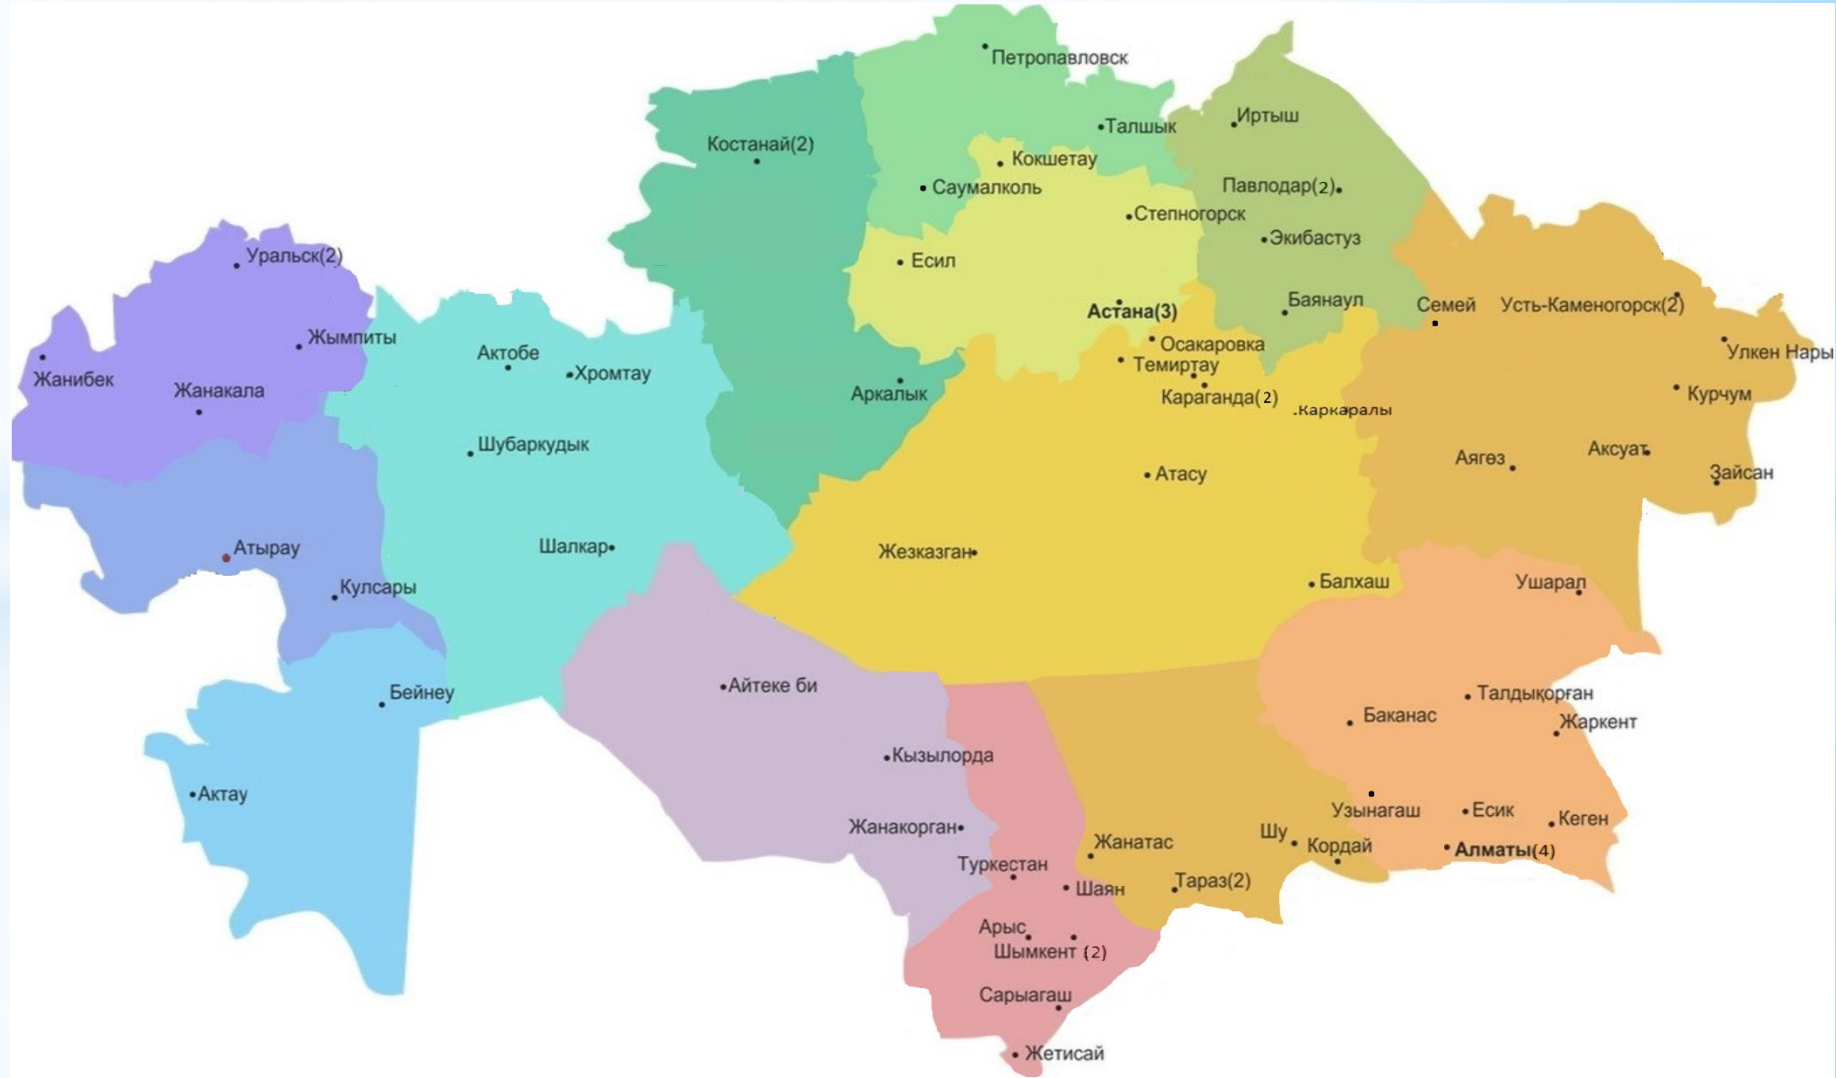 Петропавловск
Иртыш
Талшык
Костанай(2)
Кокшетау
Саумалколь
Павлодар(2)
Степногорск
Экибастуз
Уральск(2)
Есил
Баянаул
Астана(3)
Семей
Усть-Каменогорск(2)
Жымпиты
Осакаровка
Улкен Нары
Актобе
Темиртау
Хромтау
Жанибек
Жанакала
Аркалык
Караганда(2)
Каркаралы
Курчум
Шубаркудык
Аягөз
Аксуат
Атасу
Зайсан
Атырау
Шалкар
Жезказган
Кулсары
Балхаш
Ушарал
Айтеке би
Бейнеу
Талдықорған
Баканас
Жаркент
Кызылорда
Актау
Узынагаш
Есик
Кеген
Жанакорган
Жанатас
Шу
Кордай
Алматы(4)
Туркестан
Шаян
Тараз(2)
Арыс
Шымкент (2)
Сарыагаш
Жетисай